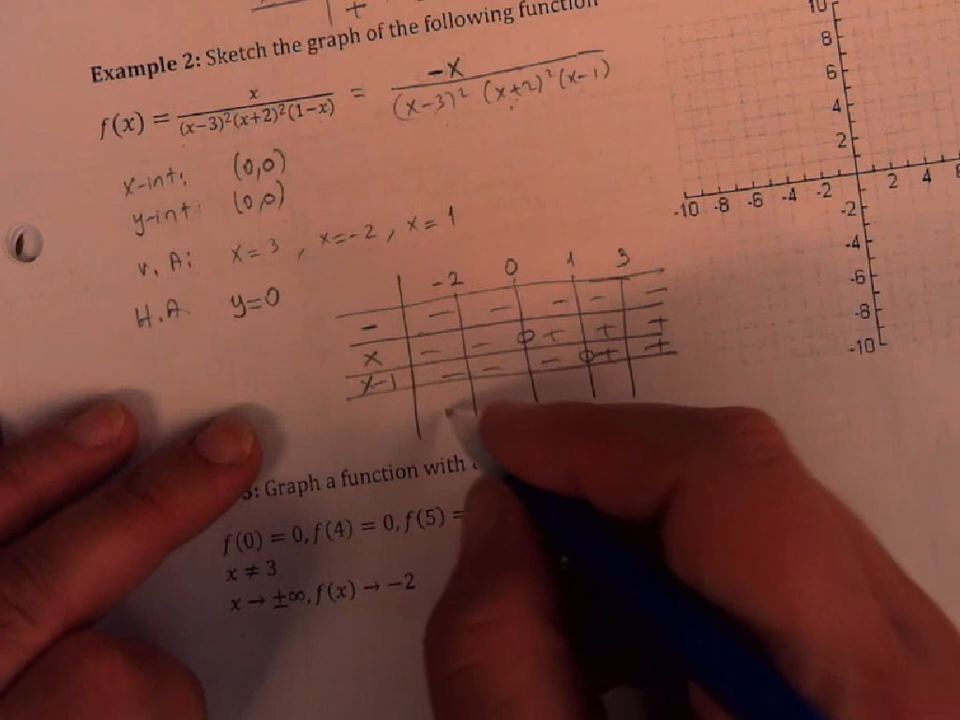 +
Example 2: Sketch the graph of the following function
f(x) = x / (x−3)²(x+2)²(1−x) = -x / (x-3)² (x+2)² (x-1)
x-int: (0,0)
y-int: (0,0)
V.A: x=3, x=-2, x=1
H.A. y=0
-2 0 1 3
- - - - - -
x - - 0 + + +
x-1 - - - 0 + +
3: Graph a function with
f(0) = 0, f(4) = 0, f(5) =
x ≠ 3
x → ±∞, f(x) → −2
10
8
6
4
2
-10 -8 -6 -4 -2 2 4
-2
-4
-6
-8
-10